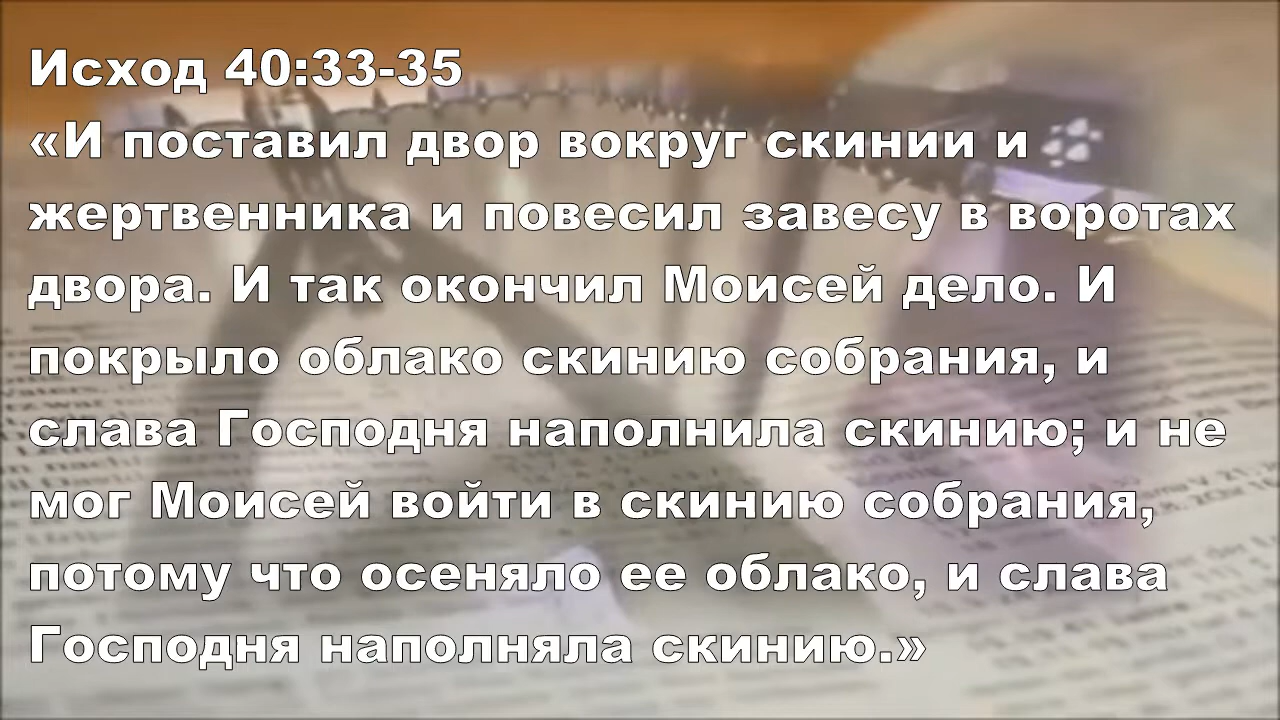 Исход 40:33-35
«И поставил двор вокруг скинии и
жертвенника и повесил завесу в воротах
двора. И так окончил Моисей дело. И
покрыло облако скинию собрания, и
слава Господня наполнила скинию; и не
мог Моисей войти в скинию собрания,
потому что осеняло ее облако, и слава
Господня наполняла скинию.»